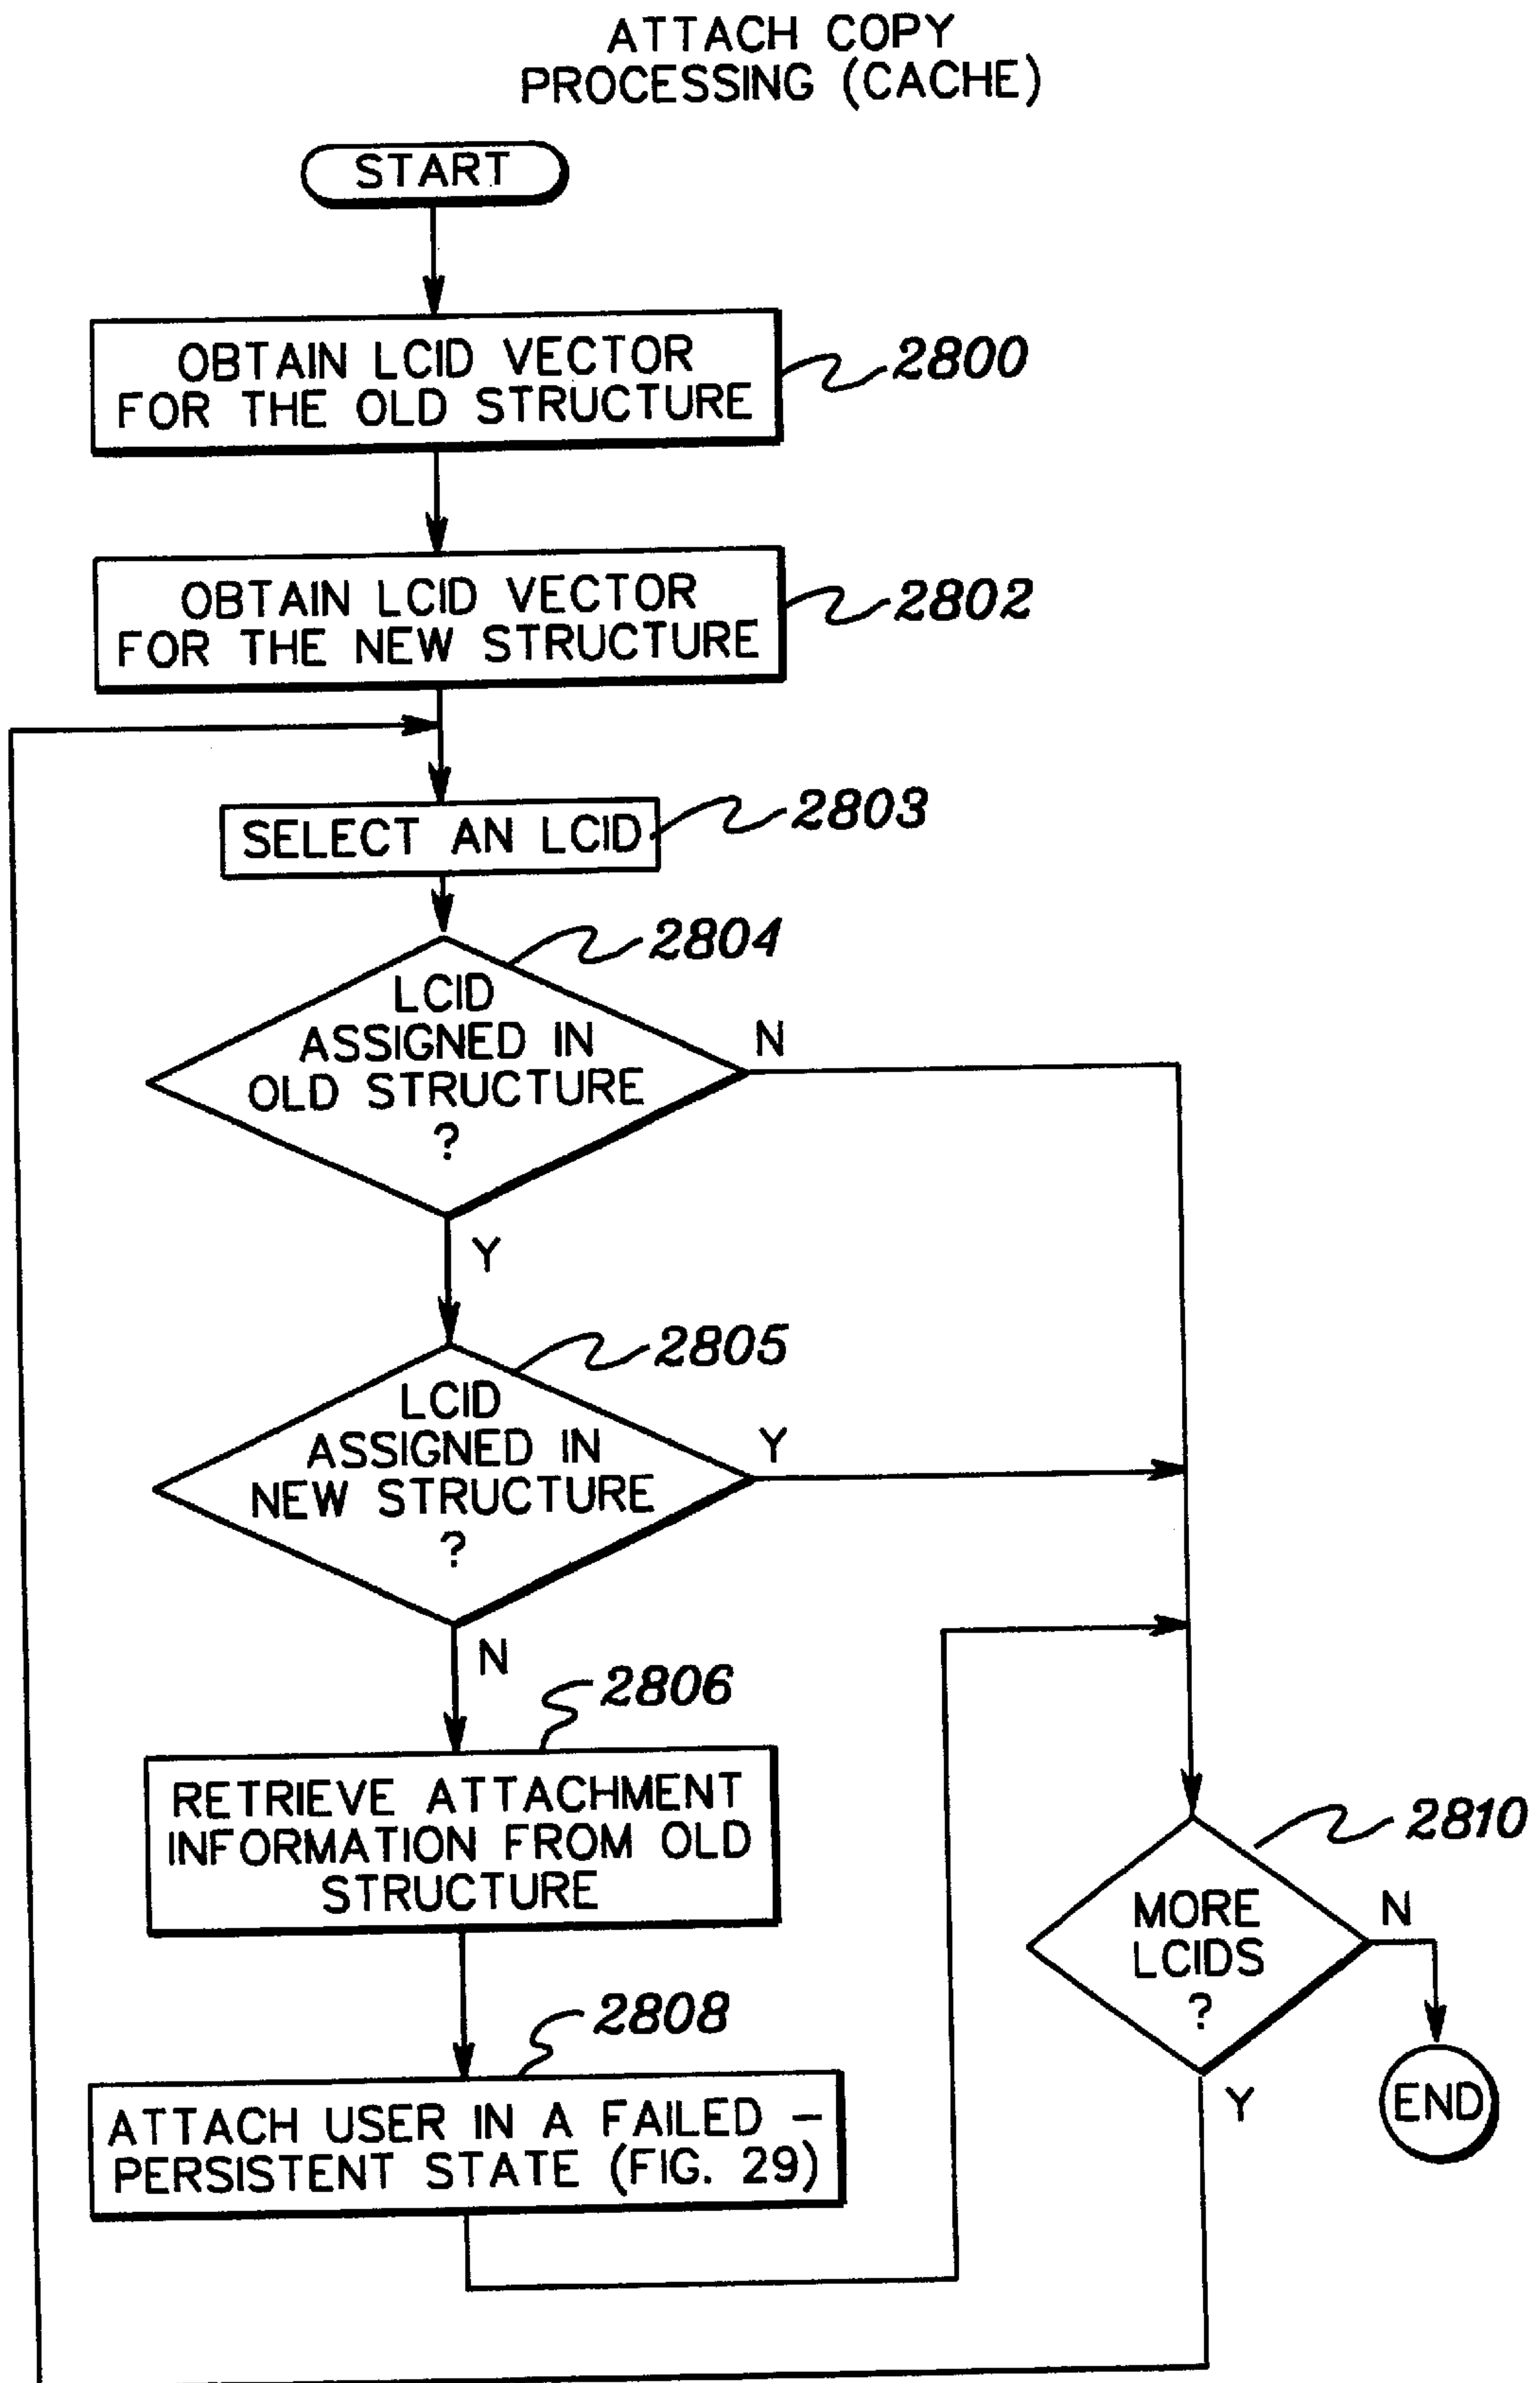 ATTACH COPY
PROCESSING (CACHE)
START
OBTAIN LCID VECTOR
FOR THE OLD STRUCTURE
2800
OBTAIN LCID VECTOR
FOR THE NEW STRUCTURE
2802
SELECT AN LCID
2803
2804
LCID
ASSIGNED IN
OLD STRUCTURE
?
N
Y
2805
LCID
ASSIGNED IN
NEW STRUCTURE
?
Y
N
2806
RETRIEVE ATTACHMENT
INFORMATION FROM OLD
STRUCTURE
2808
ATTACH USER IN A FAILED -
PERSISTENT STATE (FIG. 29)
2810
MORE
LCIDS
?
N
Y
END